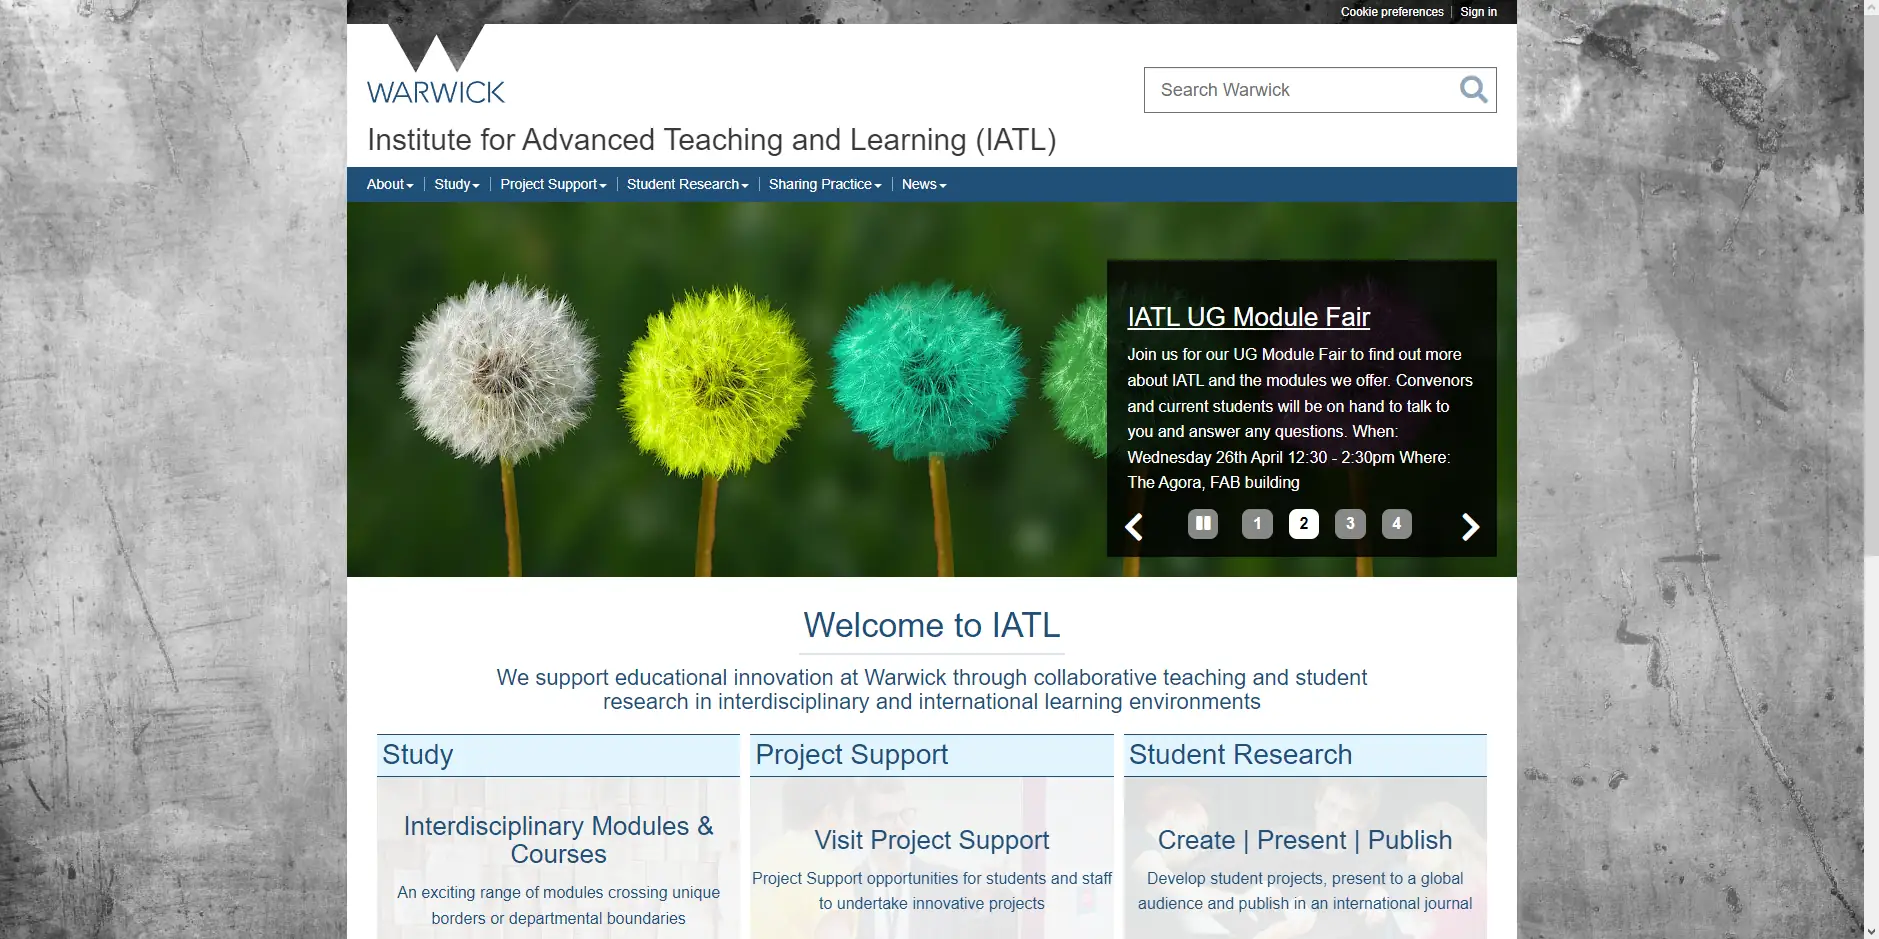 Cookie preferences | Sign in
WARWICK
Search Warwick
Institute for Advanced Teaching and Learning (IATL)
About Study Project Support Student Research Sharing Practice News
IATL UG Module Fair
Join us for our UG Module Fair to find out more
about IATL and the modules we offer. Convenors
and current students will be on hand to talk to
you and answer any questions. When:
Wednesday 26th April 12:30 - 2:30pm Where:
The Agora, FAB building
1 2 3 4
Welcome to IATL
We support educational innovation at Warwick through collaborative teaching and student
research in interdisciplinary and international learning environments
Study
Interdisciplinary Modules &
Courses
An exciting range of modules crossing unique
borders or departmental boundaries
Project Support
Visit Project Support
Project Support opportunities for students and staff
to undertake innovative projects
Student Research
Create | Present | Publish
Develop student projects, present to a global
audience and publish in an international journal